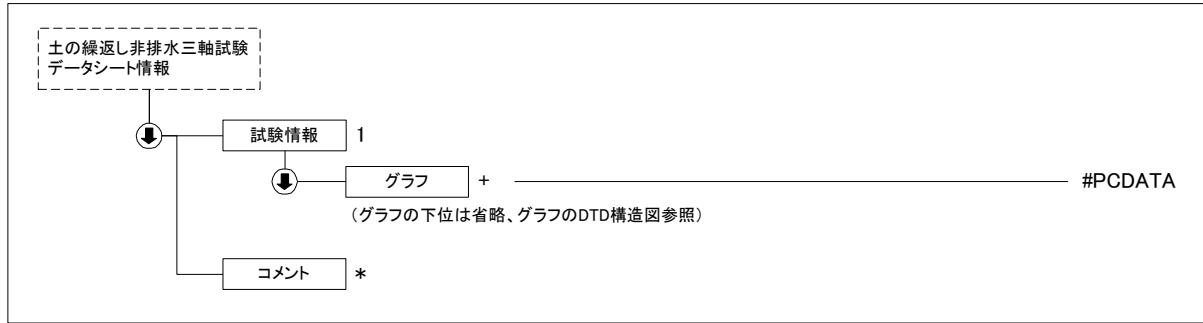 土の繰返し非排水三軸試験
データシート情報
試験情報 1
グラフ + #PCDATA
（グラフの下位は省略、グラフのDTD構造図参照）
コメント *